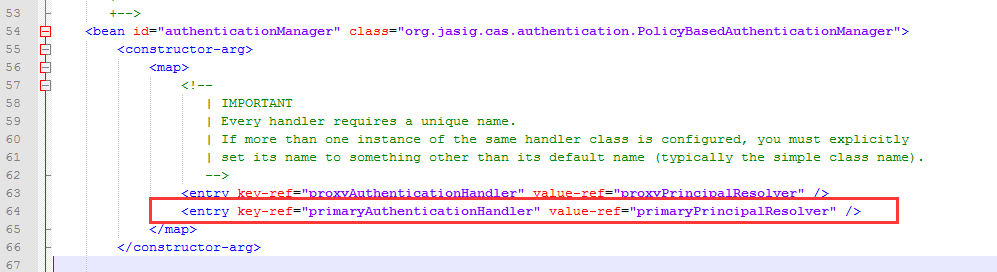 53 +-->
54 <bean id="authenticationManager" class="org.jasig.cas.authentication.PolicyBasedAuthenticationManager">
55 <constructor-arg>
56 <map>
57 <!--
58 | IMPORTANT
59 | Every handler requires a unique name.
60 | If more than one instance of the same handler class is configured, you must explicitly
61 | set its name to something other than its default name (typically the simple class name).
62 -->
63 <entry key-ref="proxyAuthenticationHandler" value-ref="proxyPrincipalResolver" />
64 <entry key-ref="primaryAuthenticationHandler" value-ref="primaryPrincipalResolver" />
65 </map>
66 </constructor-arg>
67